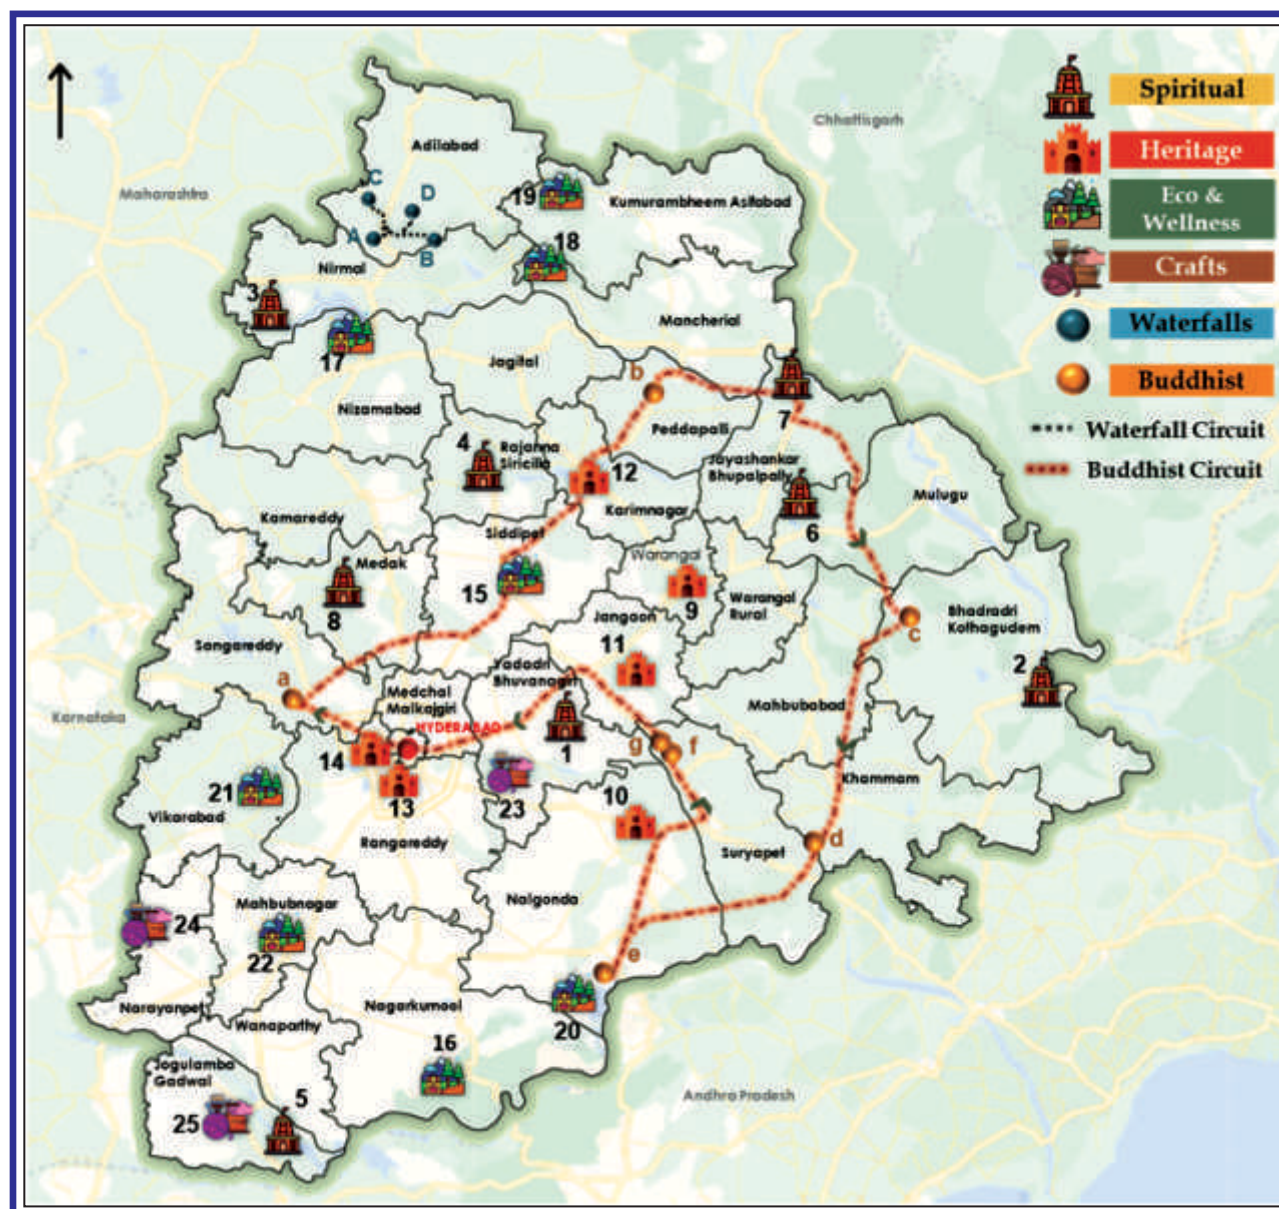 Spiritual
Heritage
Eco &
Wellness
Crafts
Waterfalls
Buddhist
Waterfall Circuit
Buddhist Circuit
Chhattisgarh
Maharashtra
Adilabad
C
D
A
B
19
Kumurambheem Asifabad
18
Nirmal
3
17
Mancherial
Jagital
b
Nizamabad
Peddapalli
7
4
Rajanna
Siricilla
12
Jayashankar
Bhupalpally
Mulugu
Karimnagar
6
Kamareddy
Siddipet
Warangal
Medak
15
8
9
Warangal
Rural
Jangaon
11
c
Bhadradri
Kothagudem
Sangareddy
2
Yadadri
Bhuvanagiri
a
Medchal
Malkajgiri
Mahbubabad
Karnataka
HYDERABAD
14
1
g
f
13
23
Khammam
21
10
Vikarabad
Rangareddy
Suryapet
d
Nalgonda
Mahbubnagar
24
22
e
Narayanpet
Nagarkurnool
20
Wanaparthy
16
Jogulamba
Gadwal
5
25
Andhra Pradesh